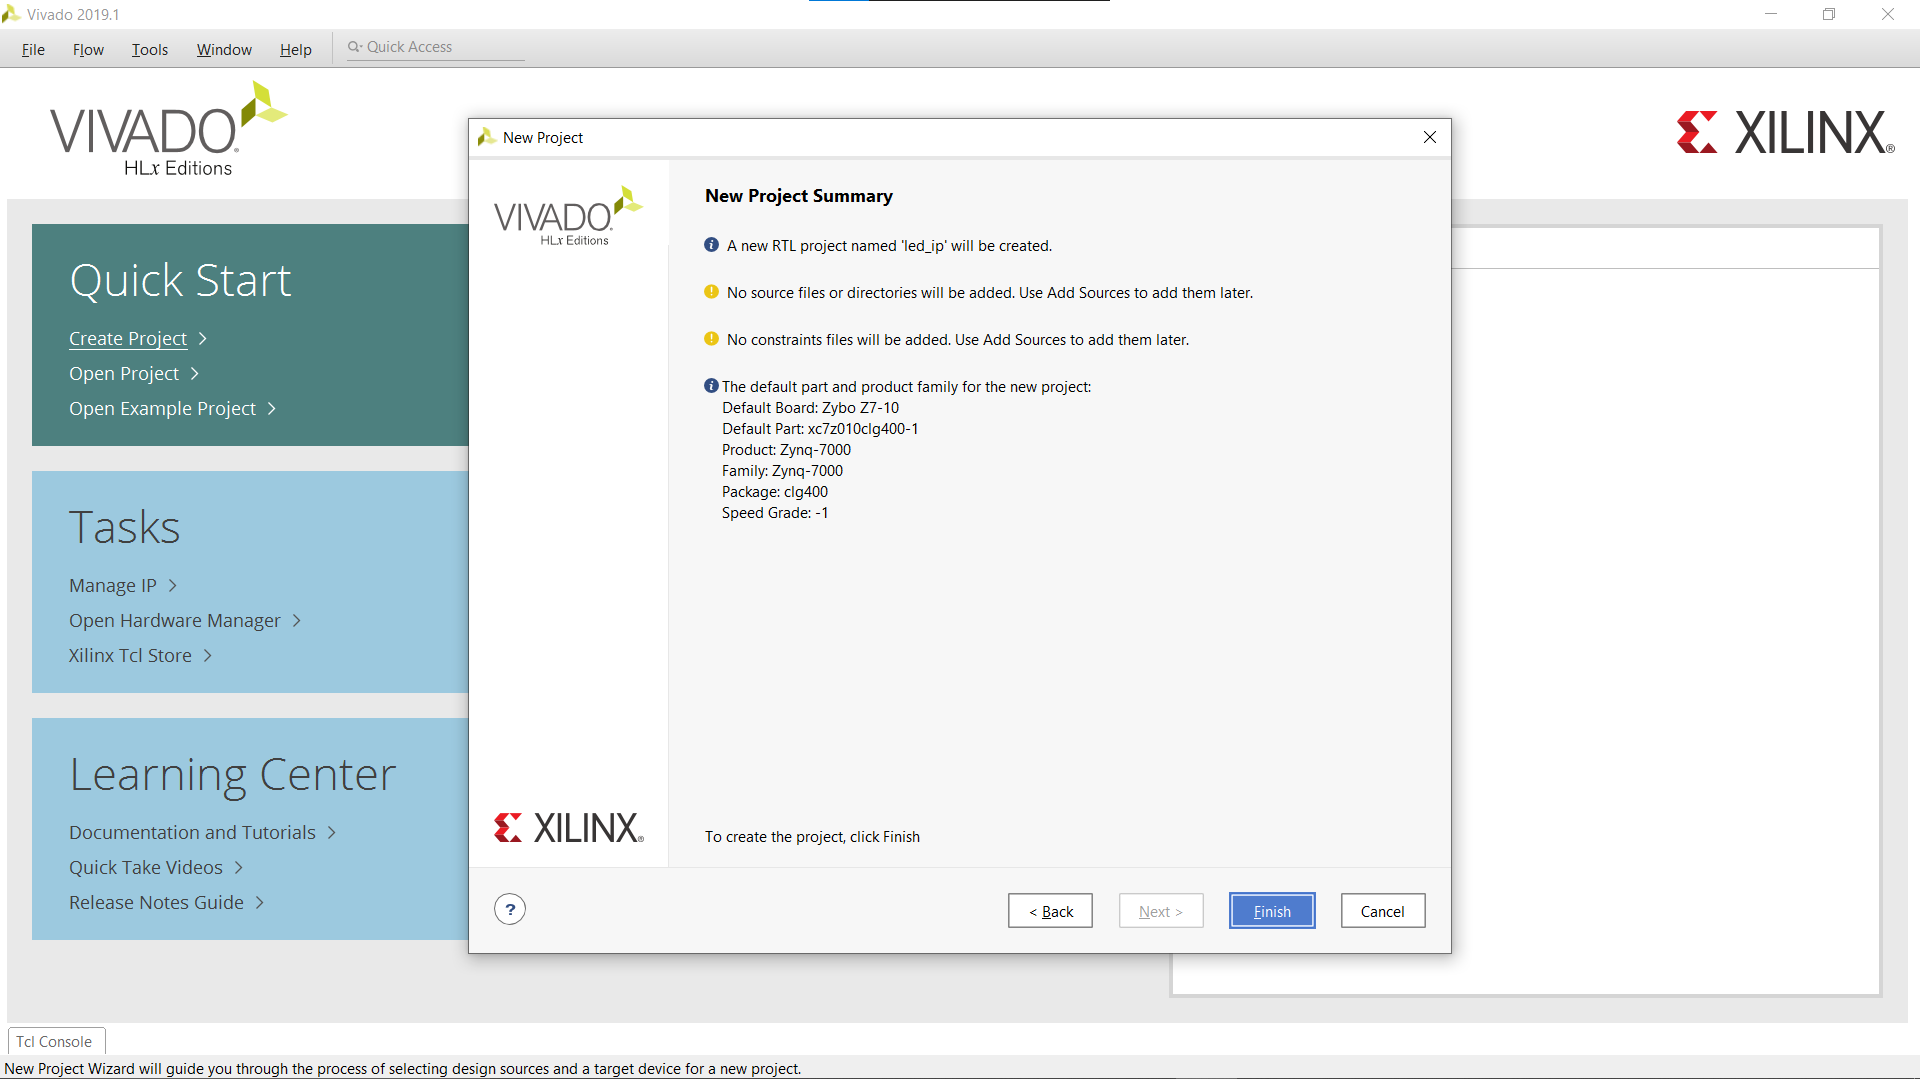 Vivado 2019.1
File Flow Tools Window Help Quick Access
VIVADO.
HLx Editions
XILINX®
Quick Start
Create Project
Open Project
Open Example Project
Tasks
Manage IP
Open Hardware Manager
Xilinx Tcl Store
Learning Center
Documentation and Tutorials
Quick Take Videos
Release Notes Guide
New Project
VIVADO.
HLx Editions
New Project Summary
A new RTL project named 'led_ip' will be created.
No source files or directories will be added. Use Add Sources to add them later.
No constraints files will be added. Use Add Sources to add them later.
The default part and product family for the new project:
Default Board: Zybo Z7-10
Default Part: xc7z010clg400-1
Product: Zynq-7000
Family: Zynq-7000
Package: clg400
Speed Grade: -1
XILINX®
To create the project, click Finish
?
< Back Next > Finish Cancel
Tcl Console
New Project Wizard will guide you through the process of selecting design sources and a target device for a new project.